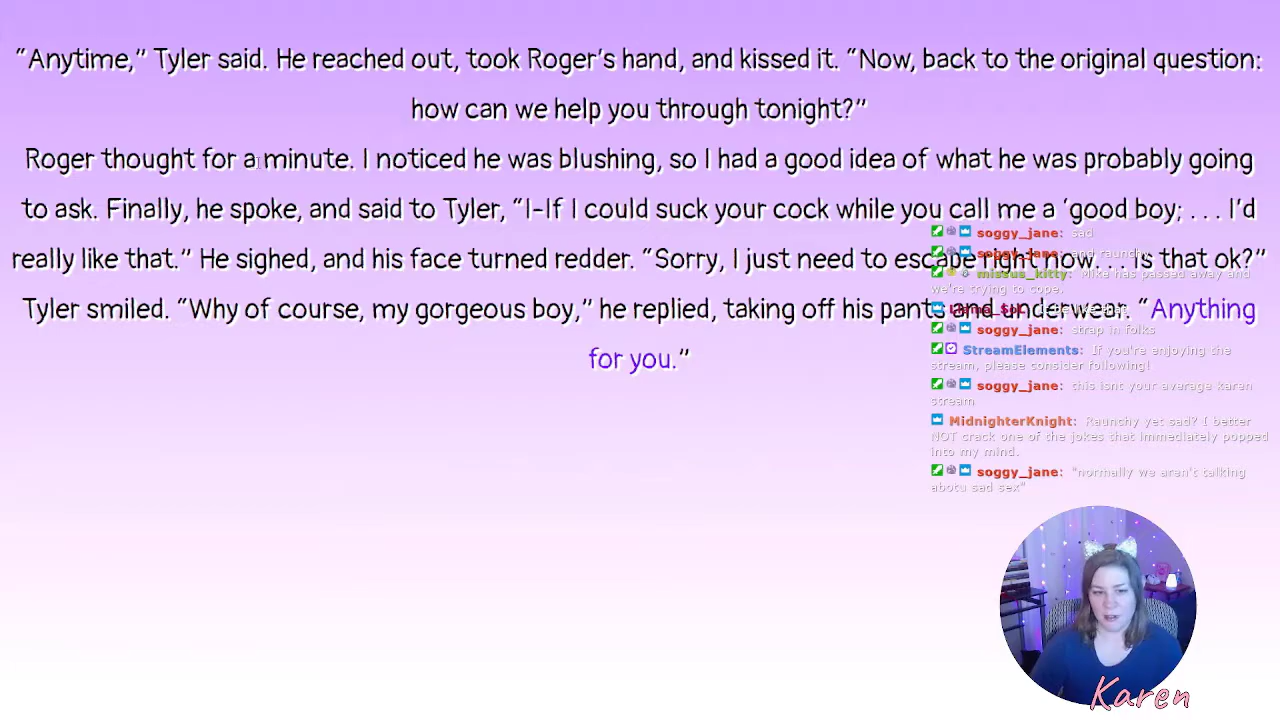 “Anytime,” Tyler said. He reached out, took Roger’s hand, and kissed it. “Now, back to the original question:
how can we help you through tonight?”
Roger thought for a minute. I noticed he was blushing, so I had a good idea of what he was probably going
to ask. Finally, he spoke, and said to Tyler, “I-If I could suck your cock while you call me a ‘good boy;. . . I’d
really like that.” He sighed, and his face turned redder. “Sorry, I just need to escape right now. . . Is that ok?”
Tyler smiled. “Why of course, my gorgeous boy,” he replied, taking off his pants and underwear. “Anything
for you.”
soggy_jane: sad
soggy_jane: and raunchy
missus_kitty: Mike has passed away and
we're trying to cope.
soggy_jane: strap in folks
StreamElements: If you're enjoying the
stream, please consider following!
soggy_jane: this isnt your average karen
stream
MidnighterKnight: Raunchy yet sad? I better
NOT crack one of the jokes that immediately popped
into my mind.
soggy_jane: "normally we aren't talking
abotu sad sex"
Karen